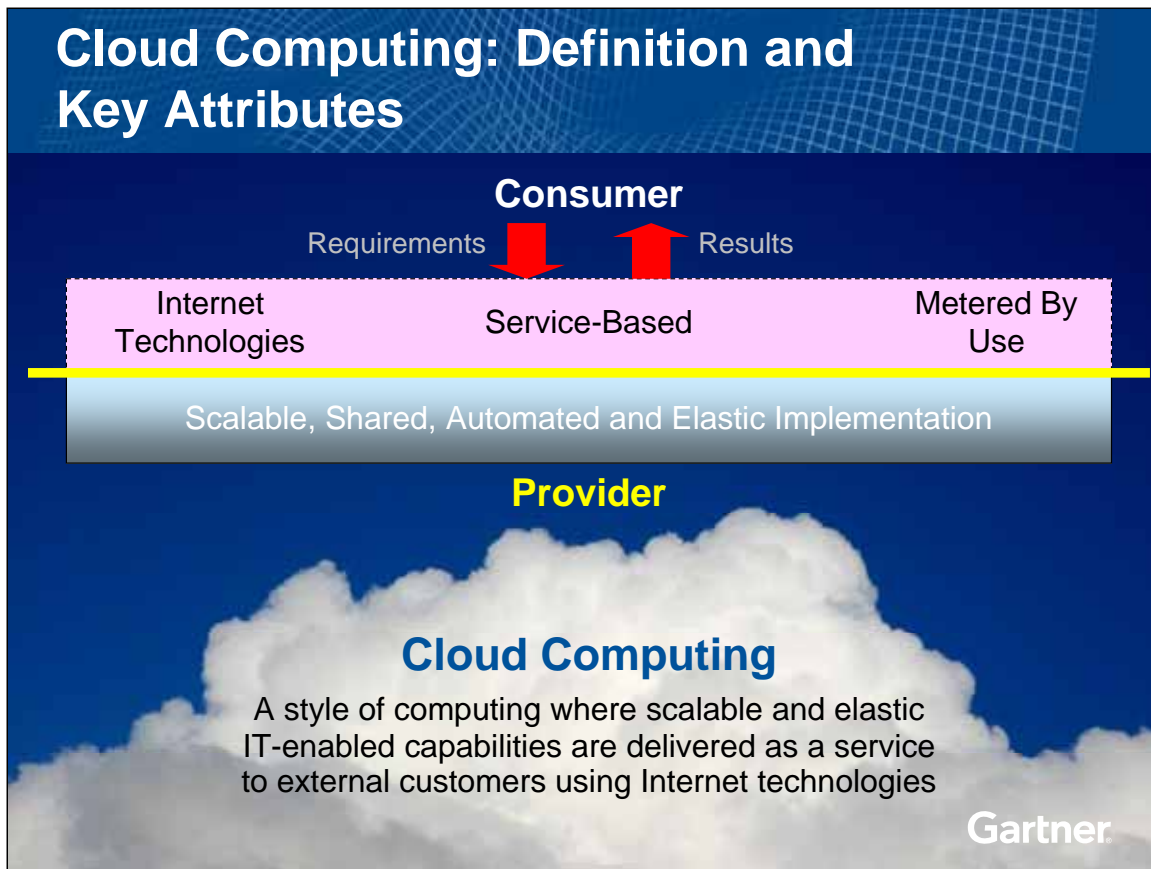 Cloud Computing: Definition and
Key Attributes
Consumer
Requirements
Results
Internet
Technologies
Service-Based
Metered By
Use
Scalable, Shared, Automated and Elastic Implementation
Provider
Cloud Computing
A style of computing where scalable and elastic
IT-enabled capabilities are delivered as a service
to external customers using Internet technologies
Gartner